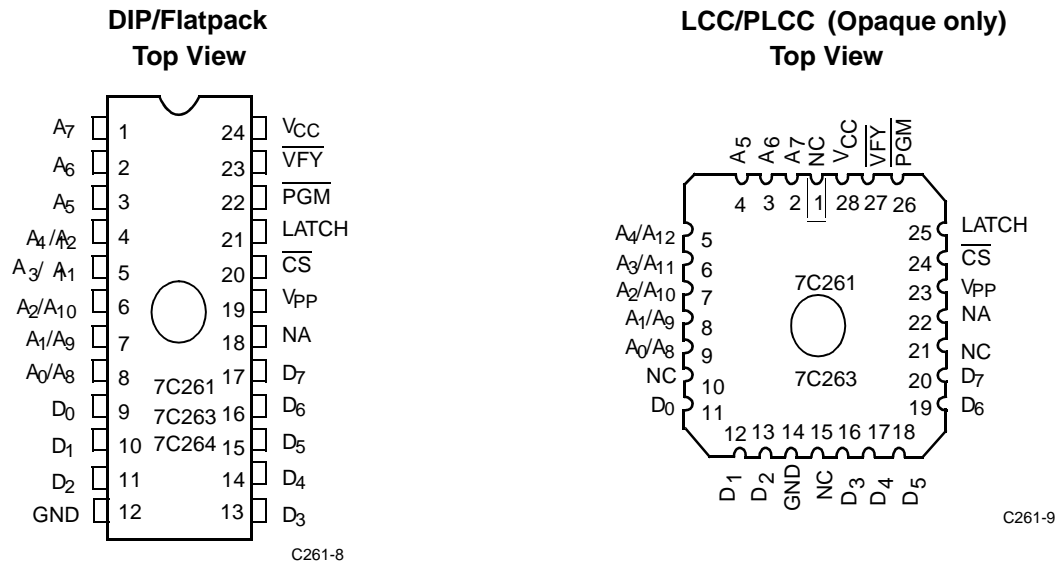 DIP/Flatpack
Top View
A7 1 24 VCC
A6 2 23 VFY
A5 3 22 PGM
A4/A12 4 21 LATCH
A3/ A11 5 20 CS
A2/A10 6 19 VPP
A1/A9 7 18 NA
A0/A8 8 7C261 17 D7
D0 9 7C263 16 D6
D1 10 7C264 15 D5
D2 11 14 D4
GND 12 13 D3
C261-8
LCC/PLCC (Opaque only)
Top View
A5 A6 A7 NC VCC VFY PGM
4 3 2 1 28 27 26
A4/A12 5 25 LATCH
A3/A11 6 24 CS
A2/A10 7 7C261 23 VPP
A1/A9 8 22 NA
A0/A8 9 21 NC
NC 10 7C263 20 D7
D0 11 19 D6
12 13 14 15 16 17 18
D1 D2 GND NC D3 D4 D5
C261-9